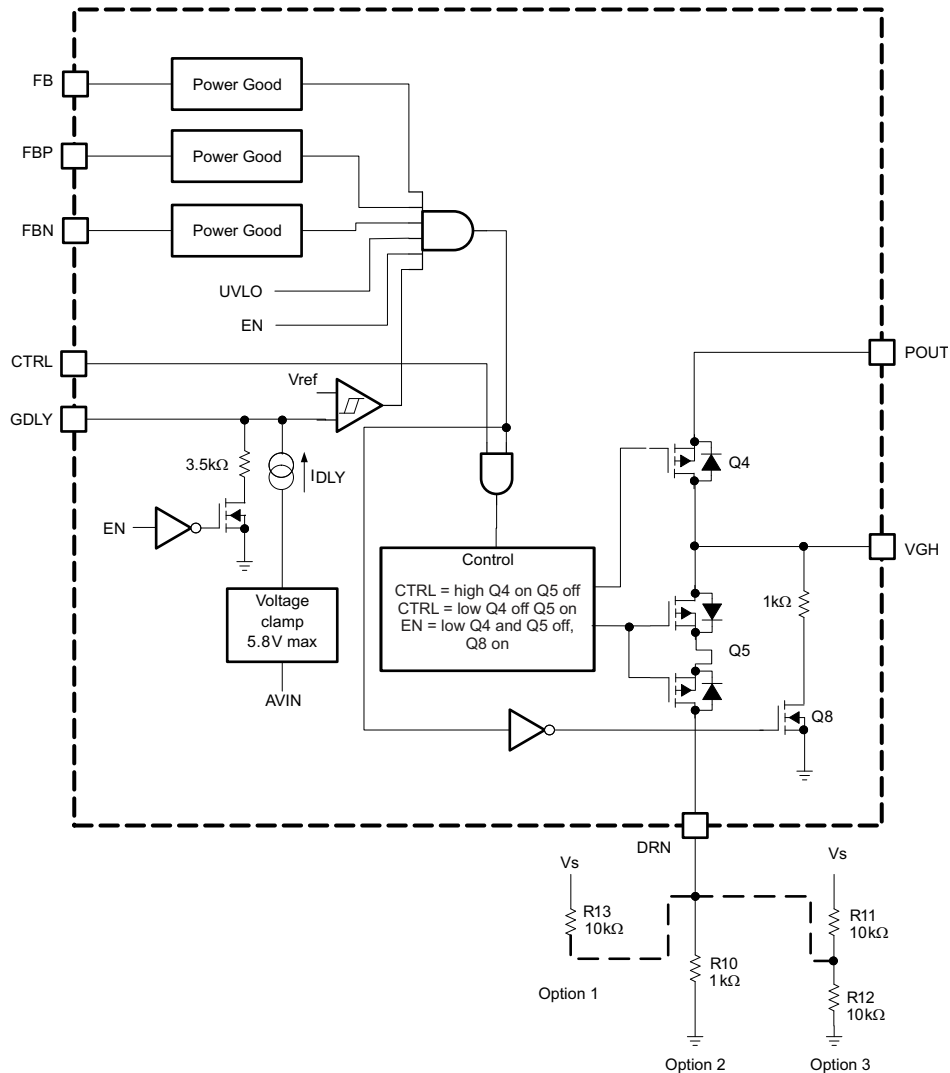 FB
Power Good
FBP
Power Good
FBN
Power Good
UVLO
EN
CTRL
POUT
Vref
GDLY
3.5kΩ
IDLY
Q4
EN
VGH
Control
CTRL = high Q4 on Q5 off
CTRL = low Q4 off Q5 on
EN = low Q4 and Q5 off,
Q8 on
1kΩ
Voltage
clamp
5.8V max
Q5
AVIN
Q8
DRN
Vs
Vs
R13
10kΩ
R11
10kΩ
R10
1kΩ
Option 1
R12
10kΩ
Option 2
Option 3